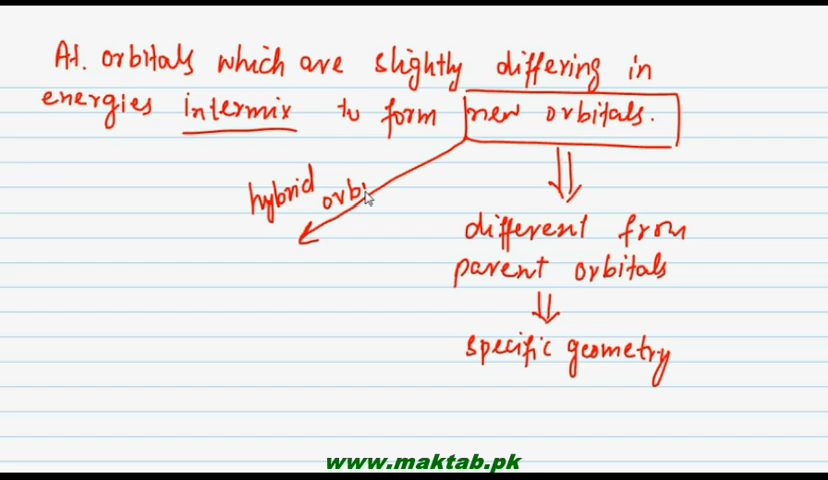 At. orbitals which are slightly differing in
energies intermix to form new orbitals.
hybrid orbi
different from
parent orbitals
specific geometry
www.maktab.pk